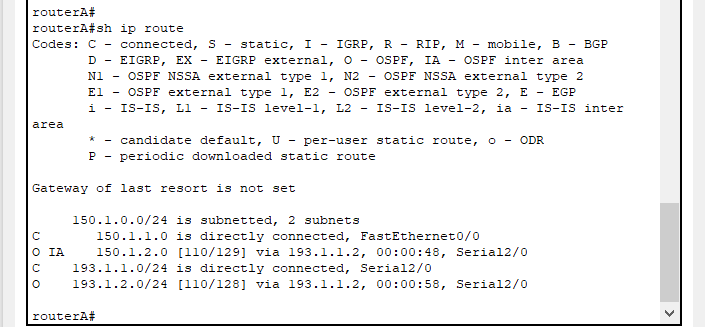 routerA#
routerA#sh ip route
Codes: C - connected, S - static, I - IGRP, R - RIP, M - mobile, B - BGP
       D - EIGRP, EX - EIGRP external, O - OSPF, IA - OSPF inter area
       N1 - OSPF NSSA external type 1, N2 - OSPF NSSA external type 2
       E1 - OSPF external type 1, E2 - OSPF external type 2, E - EGP
       i - IS-IS, L1 - IS-IS level-1, L2 - IS-IS level-2, ia - IS-IS inter
area
       * - candidate default, U - per-user static route, o - ODR
       P - periodic downloaded static route

Gateway of last resort is not set

     150.1.0.0/24 is subnetted, 2 subnets
C       150.1.1.0 is directly connected, FastEthernet0/0
O IA    150.1.2.0 [110/129] via 193.1.1.2, 00:00:48, Serial2/0
C    193.1.1.0/24 is directly connected, Serial2/0
O    193.1.2.0/24 [110/128] via 193.1.1.2, 00:00:58, Serial2/0

routerA#